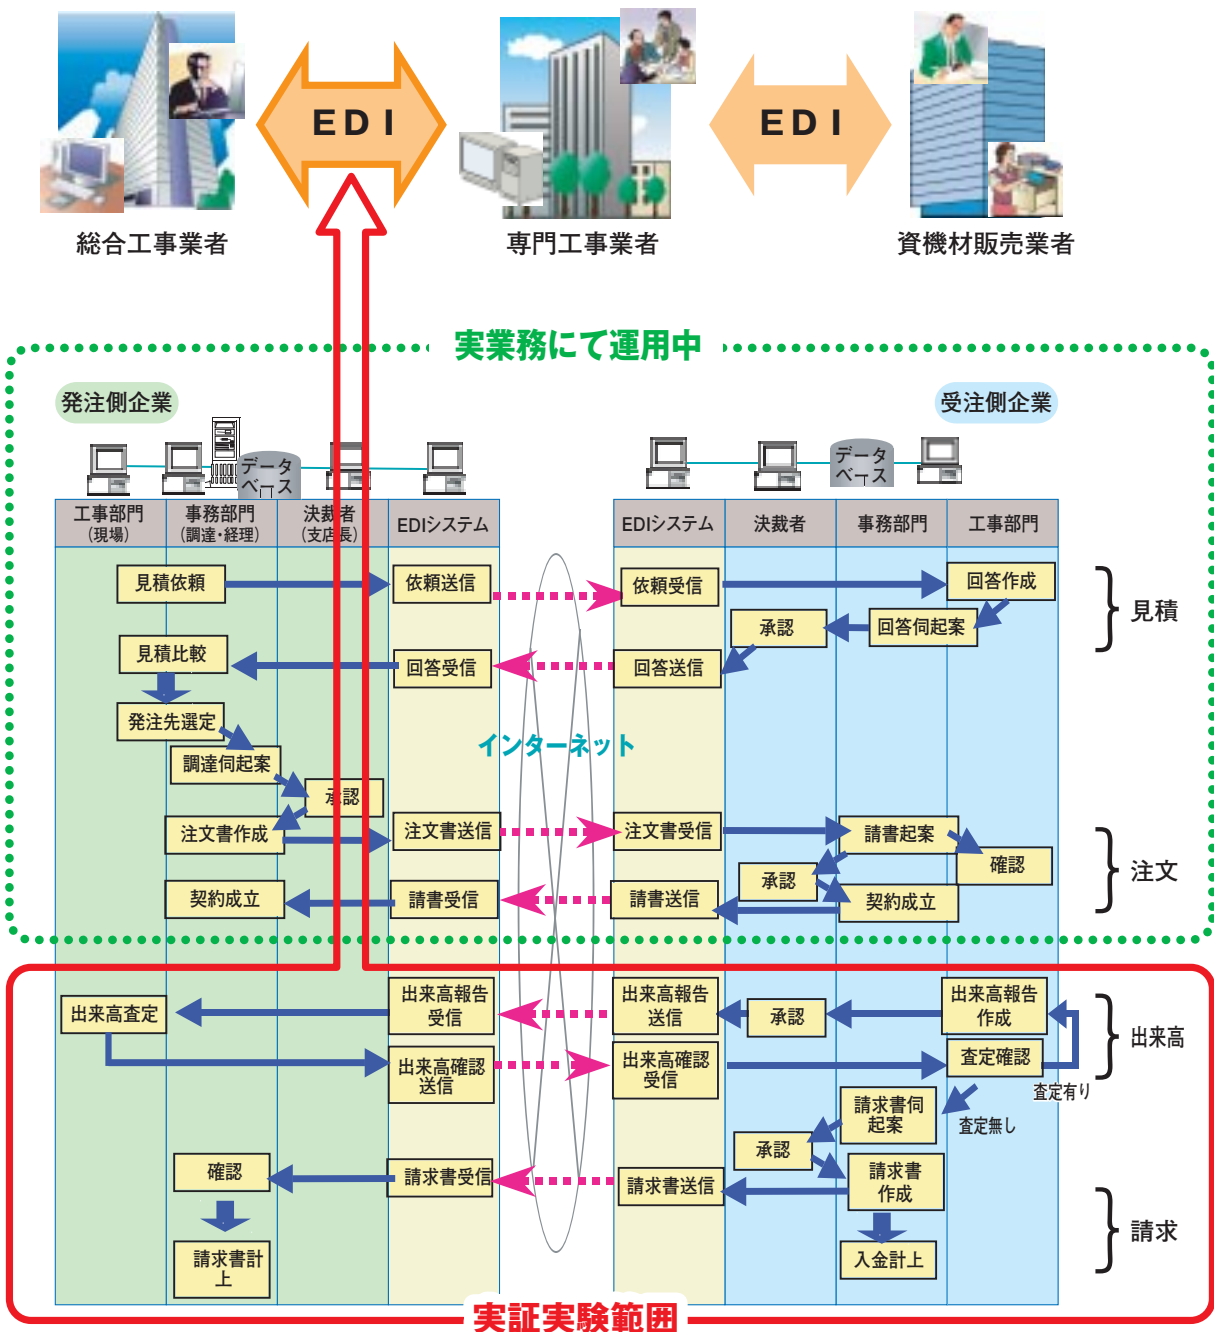 EDI
EDI
総合工事業者
専門工事業者
資機材販売業者
実業務にて運用中
発注側企業
受注側企業
データ
ベース
データ
ベース
工事部門
(現場)
事務部門
(調達・経理)
決裁者
(支店長)
EDIシステム
EDIシステム
決裁者
事務部門
工事部門
見積依頼
依頼送信
依頼受信
回答作成
見積
承認
回答伺起案
見積比較
回答受信
回答送信
発注先選定
インターネット
調達伺起案
承認
注文書作成
注文書送信
注文書受信
請書起案
確認
注文
承認
契約成立
請書受信
請書送信
契約成立
出来高査定
出来高報告
受信
出来高報告
送信
承認
出来高報告
作成
出来高
出来高確認
送信
出来高確認
受信
査定確認
査定有り
請求書伺
起案
査定無し
承認
確認
請求書受信
請求書送信
請求書
作成
請求
請求書計
上
入金計上
実証実験範囲